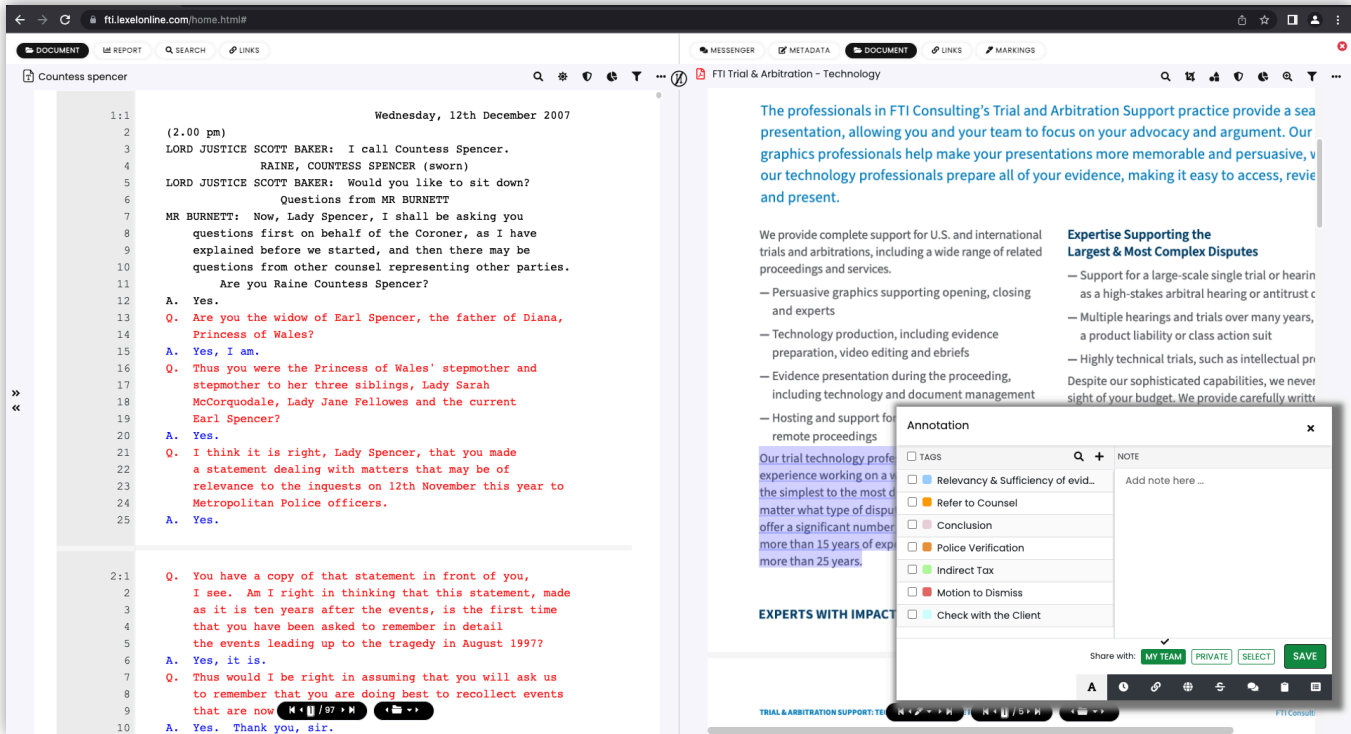 fti.lexelonline.com/home.html#
DOCUMENT REPORT SEARCH LINKS
MESSENGER METADATA DOCUMENT LINKS MARKINGS
Countess spencer
FTI Trial & Arbitration - Technology
1:1 Wednesday, 12th December 2007
2 (2.00 pm)
3 LORD JUSTICE SCOTT BAKER: I call Countess Spencer.
4 RAINE, COUNTESS SPENCER (sworn)
5 LORD JUSTICE SCOTT BAKER: Would you like to sit down?
6 Questions from MR BURNETT
7 MR BURNETT: Now, Lady Spencer, I shall be asking you
8 questions first on behalf of the Coroner, as I have
9 explained before we started, and then there may be
10 questions from other counsel representing other parties.
11 Are you Raine Countess Spencer?
12 A. Yes.
13 Q. Are you the widow of Earl Spencer, the father of Diana,
14 Princess of Wales?
15 A. Yes, I am.
16 Q. Thus you were the Princess of Wales' stepmother and
17 stepmother to her three siblings, Lady Sarah
18 McCorquodale, Lady Jane Fellowes and the current
19 Earl Spencer?
20 A. Yes.
21 Q. I think it is right, Lady Spencer, that you made
22 a statement dealing with matters that may be of
23 relevance to the inquests on 12th November this year to
24 Metropolitan Police officers.
25 A. Yes.
2:1 Q. You have a copy of that statement in front of you,
2 I see. Am I right in thinking that this statement, made
3 as it is ten years after the events, is the first time
4 that you have been asked to remember in detail
5 the events leading up to the tragedy in August 1997?
6 A. Yes, it is.
7 Q. Thus would I be right in assuming that you will ask us
8 to remember that you are doing best to recollect events
9 that are now
10 A. Yes. Thank you, sir.
1 / 97
The professionals in FTI Consulting's Trial and Arbitration Support practice provide a sea
presentation, allowing you and your team to focus on your advocacy and argument. Our
graphics professionals help make your presentations more memorable and persuasive,
our technology professionals prepare all of your evidence, making it easy to access, revie
and present.
We provide complete support for U.S. and international
trials and arbitrations, including a wide range of related
proceedings and services.
— Persuasive graphics supporting opening, closing
and experts
— Technology production, including evidence
preparation, video editing and ebriefs
— Evidence presentation during the proceeding,
including technology and document management
— Hosting and support for
remote proceedings
Our trial technology profe
experience working on a w
the simplest to the most d
matter what type of dispu
offer a significant number
more than 15 years of exp
more than 25 years.
EXPERTS WITH IMPACT
Expertise Supporting the
Largest & Most Complex Disputes
— Support for a large-scale single trial or hearin
as a high-stakes arbitral hearing or antitrust c
— Multiple hearings and trials over many years,
a product liability or class action suit
— Highly technical trials, such as intellectual pr
Despite our sophisticated capabilities, we never
sight of your budget. We provide carefully writte
Annotation
TAGS
NOTE
Relevancy & Sufficiency of evid...
Refer to Counsel
Conclusion
Police Verification
Indirect Tax
Motion to Dismiss
Check with the Client
Add note here ...
Share with: MY TEAM PRIVATE SELECT SAVE
A
TRIAL & ARBITRATION SUPPORT: TE
1 / 5
FTI Consult